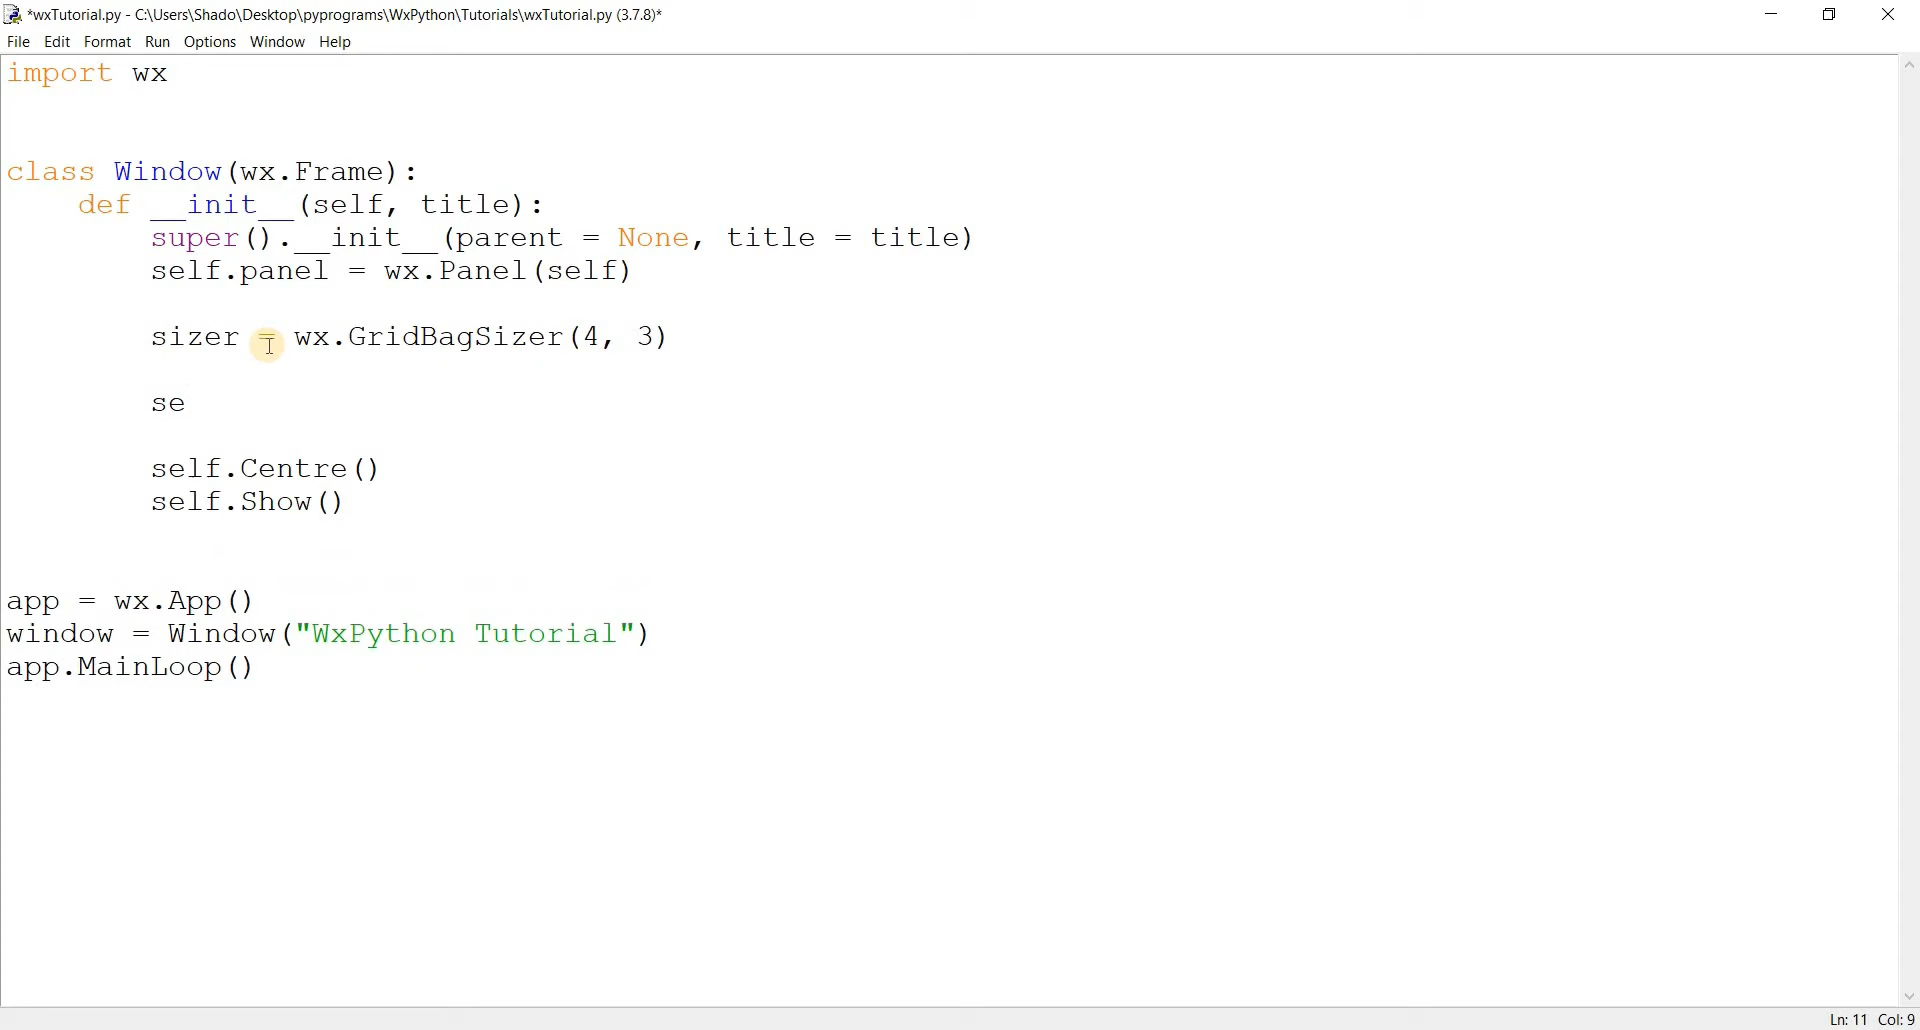 *wxTutorial.py - C:\Users\Shado\Desktop\pyprograms\WxPython\Tutorials\wxTutorial.py (3.7.8)*
File Edit Format Run Options Window Help
import wx
class Window(wx.Frame):
    def __init__(self, title):
        super().__init__(parent = None, title = title)
        self.panel = wx.Panel(self)
        sizer = wx.GridBagSizer(4, 3)
        se
        self.Centre()
        self.Show()
app = wx.App()
window = Window("WxPython Tutorial")
app.MainLoop()
Ln: 11 Col: 9